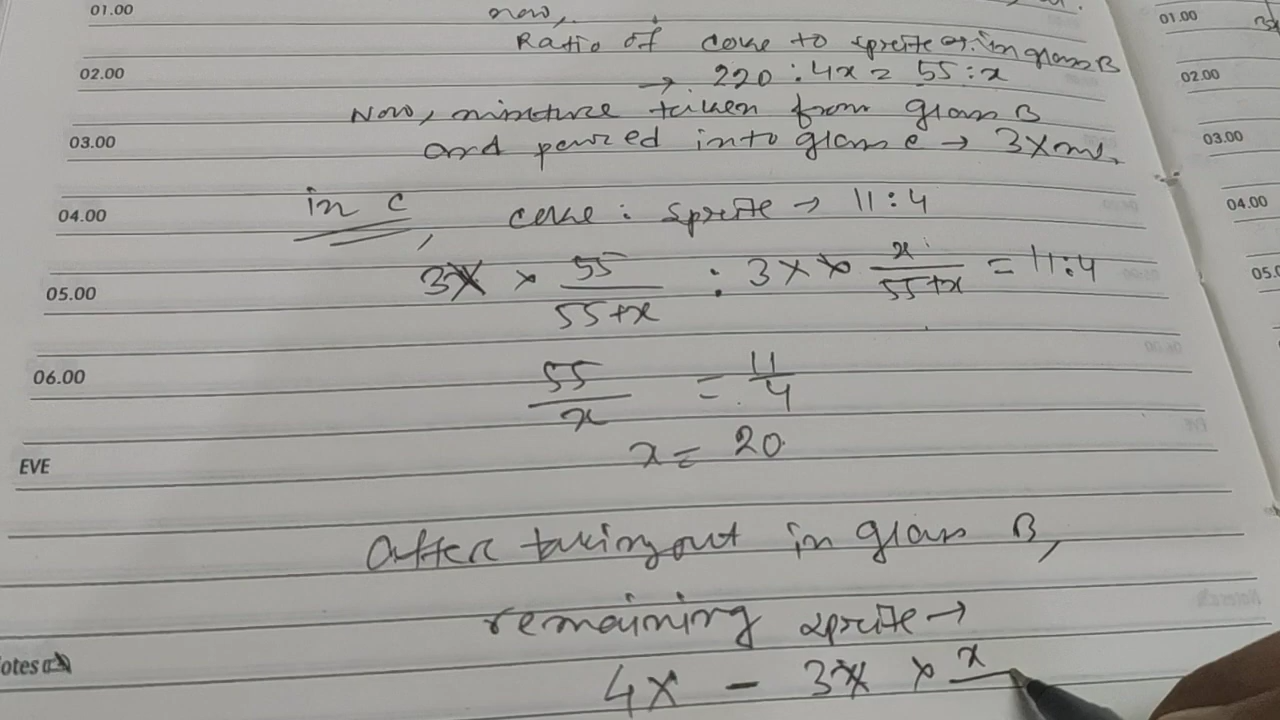 01.00 now, 01.00
Ratio of coke to sprite in glass B
02.00 → 220 : 4x = 55 : x 02.00
Now, mixture taken from glass B
03.00 and poured into glass c → 3x ml. 03.00
04.00 in c, coke : sprite → 11:4 04.00
05.00 3x × 55/55+x : 3x × x/55+x = 11:4
06.00 55/x = 11/4
EVE x = 20
After taking out in glass B,
remaining sprite →
4x - 3x × x